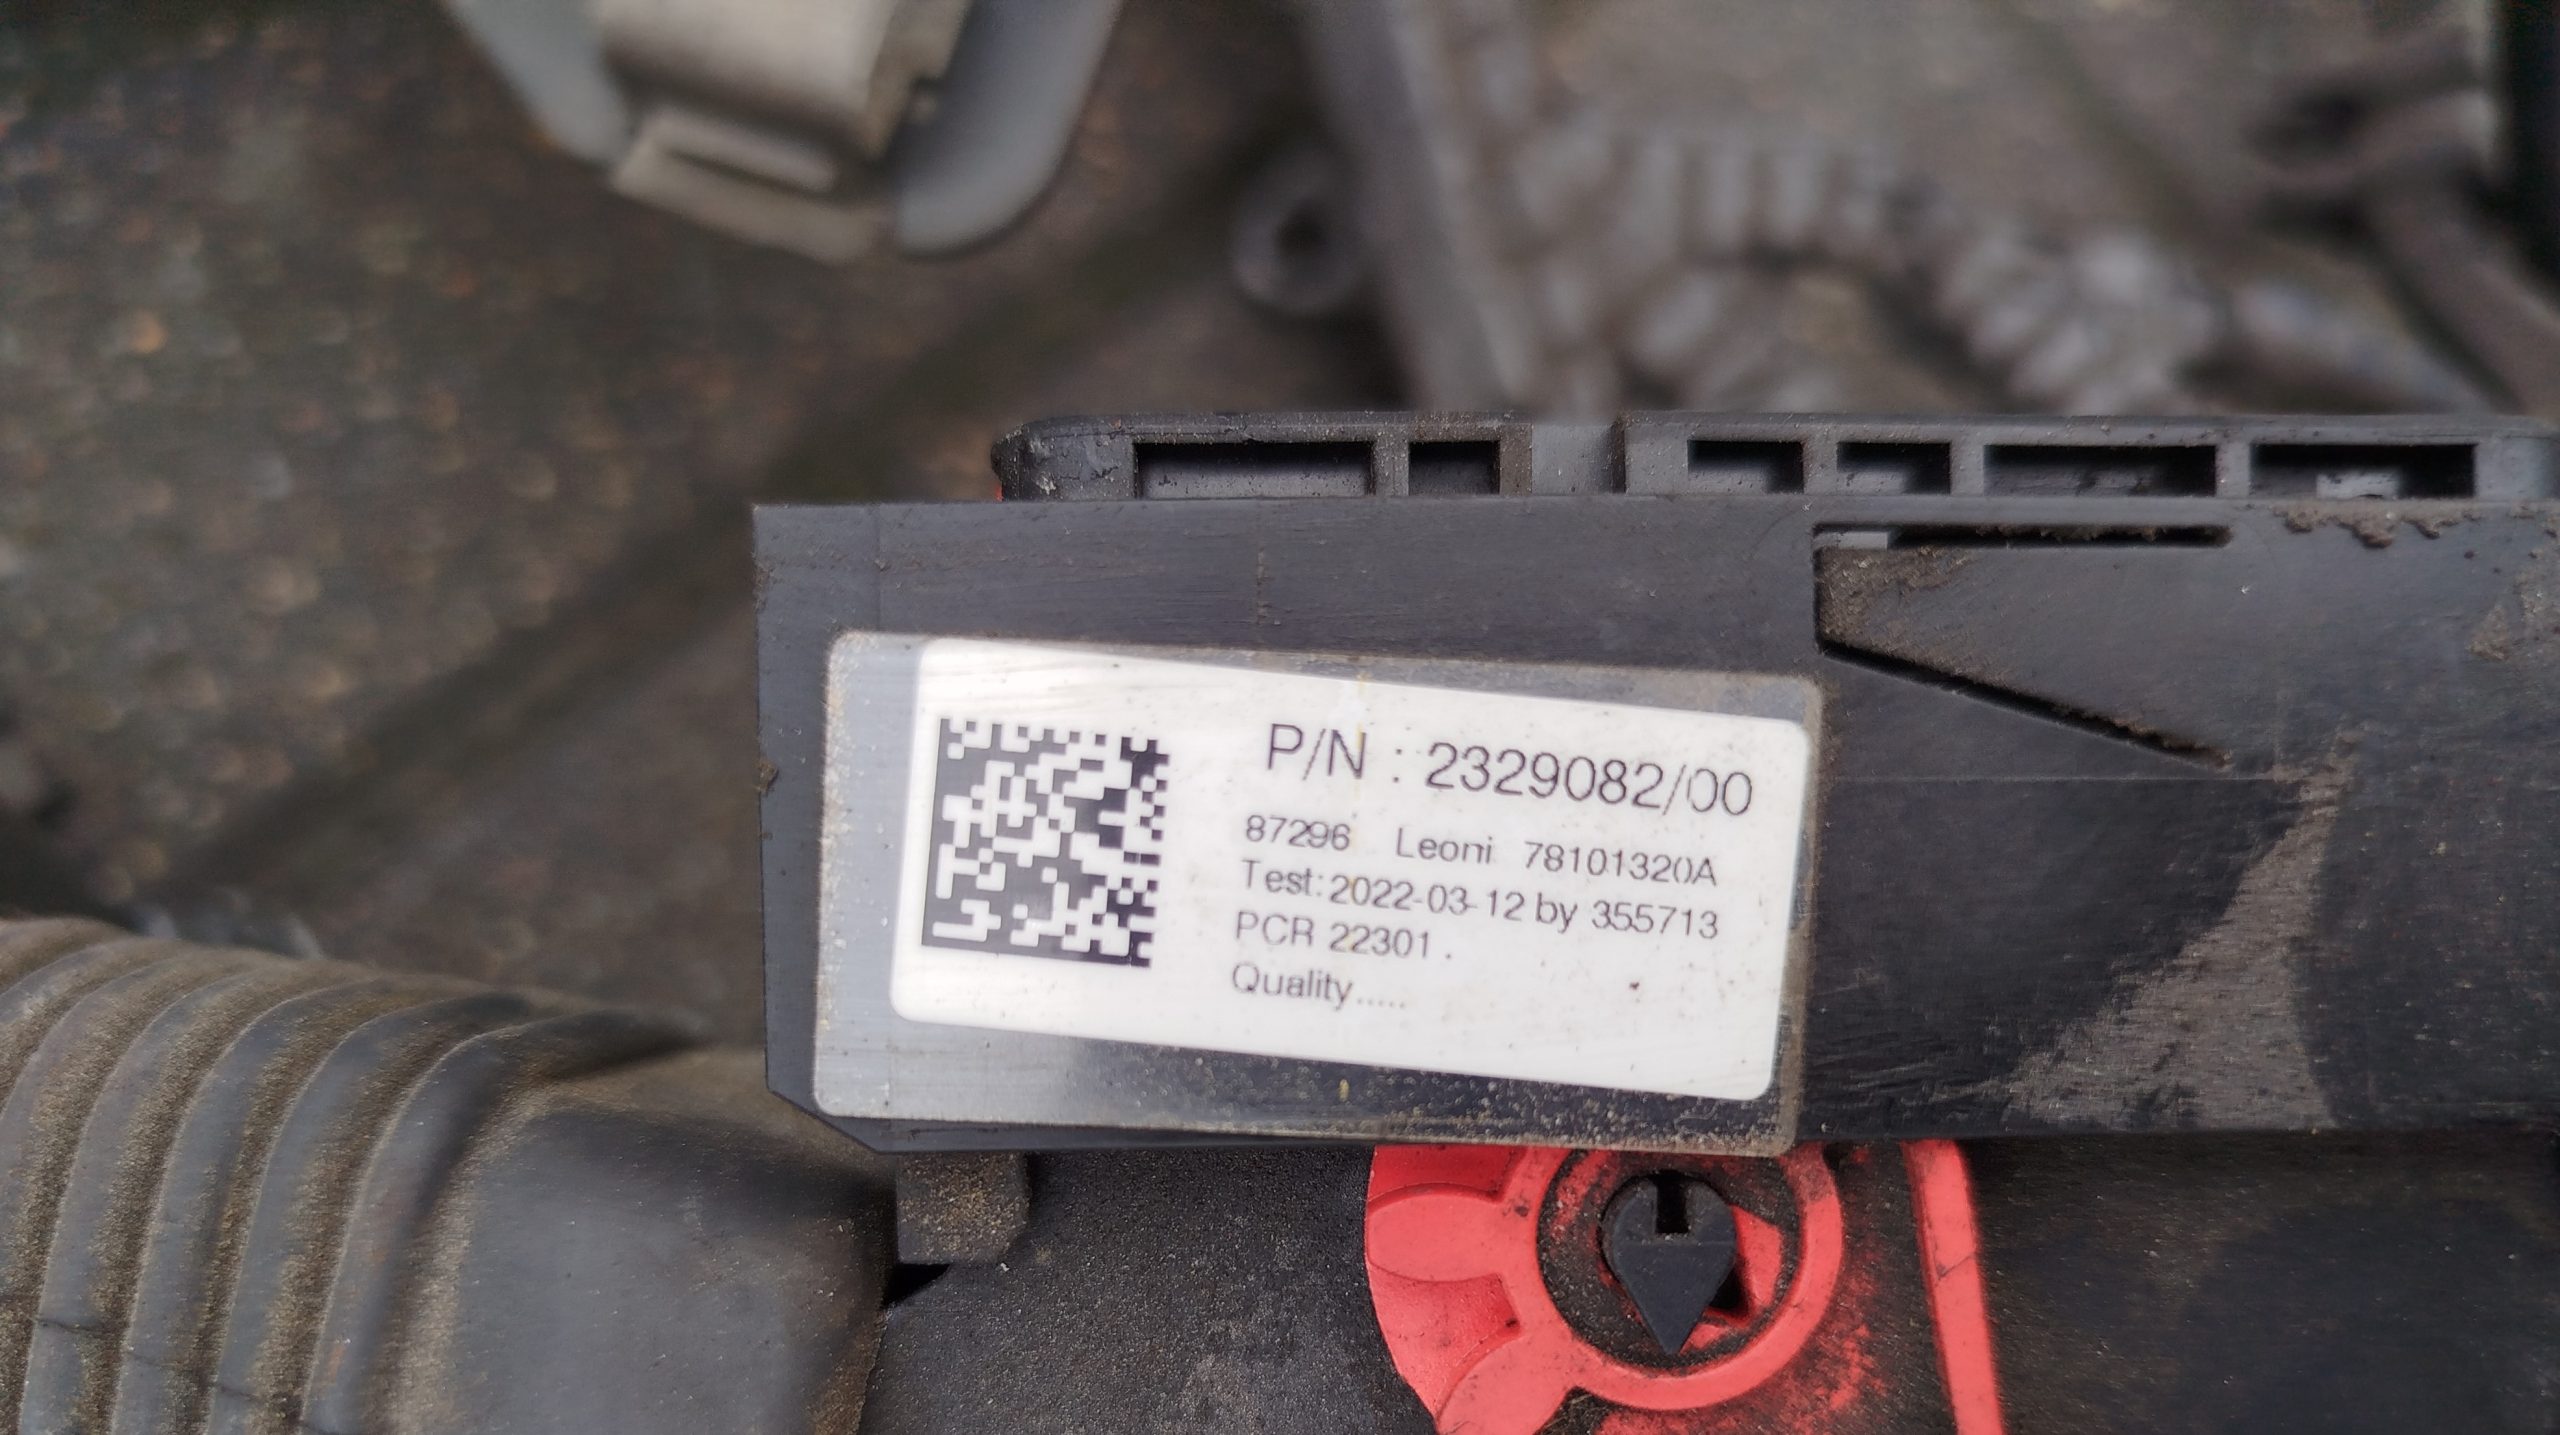 P/N : 2329082/00
87296 Leoni 78101320A
Test:2022-03-12 by 355713
PCR 22301 .
Quality.....